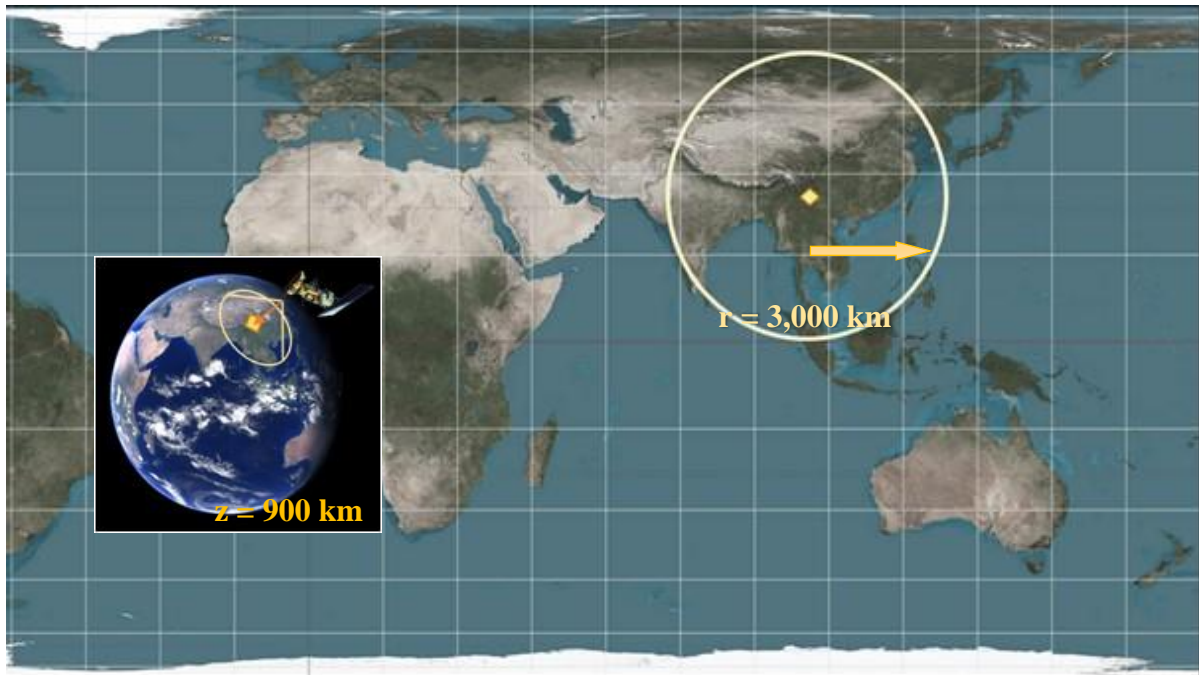 r = 3,000 km
z = 900 km